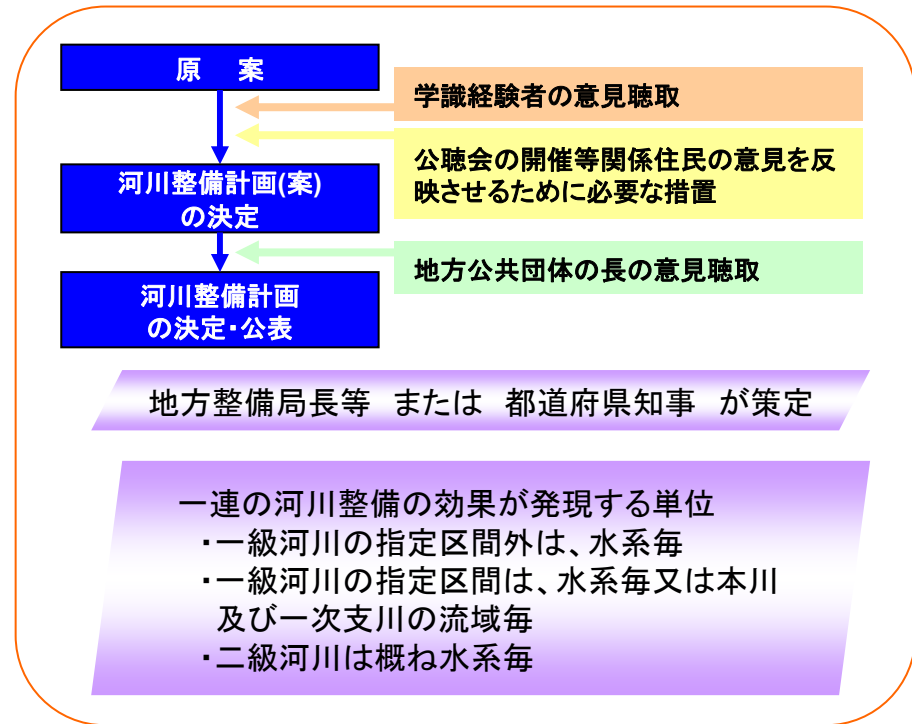 原 案
学識経験者の意見聴取
公聴会の開催等関係住民の意見を反
映させるために必要な措置
河川整備計画(案)
の決定
地方公共団体の長の意見聴取
河川整備計画
の決定・公表
地方整備局長等 または 都道府県知事 が策定
一連の河川整備の効果が発現する単位
・一級河川の指定区間外は、水系毎
・一級河川の指定区間は、水系毎又は本川
及び一次支川の流域毎
・二級河川は概ね水系毎